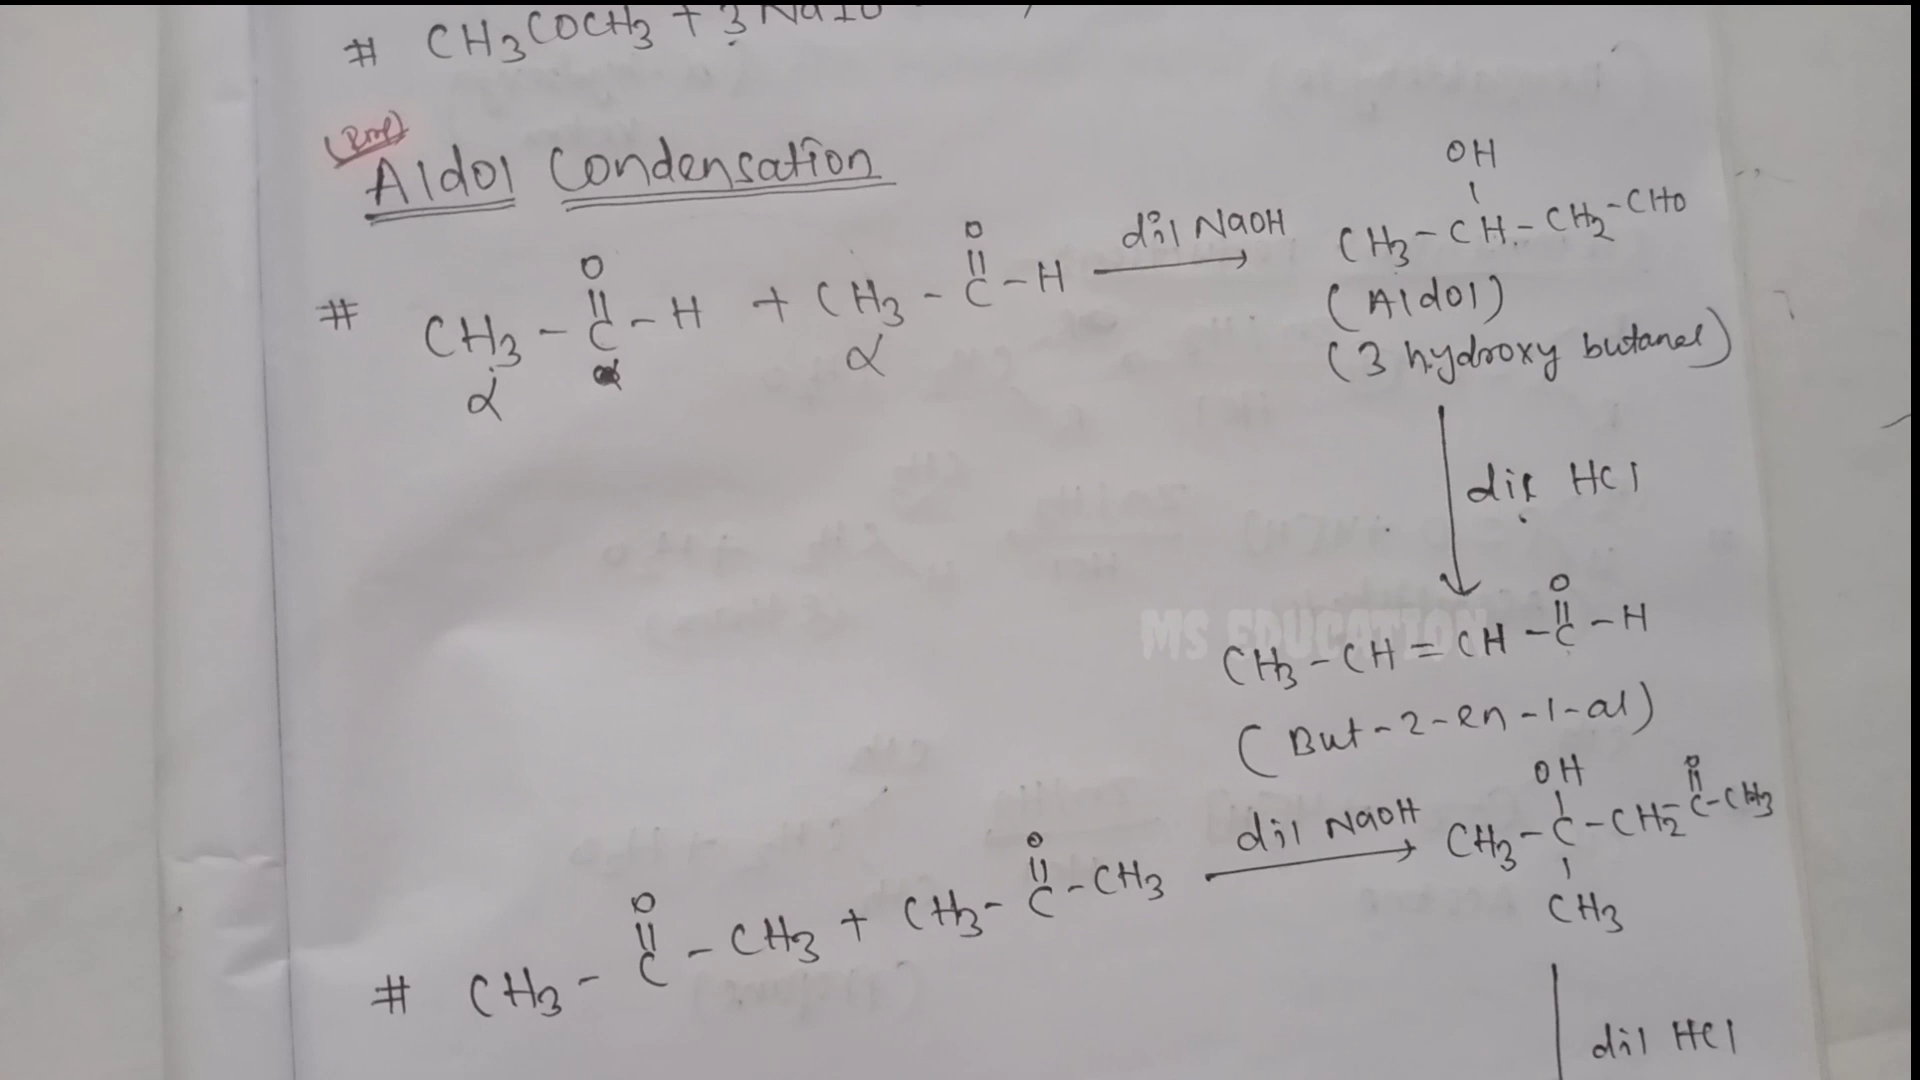 # CH3COCH3 + 3 NaIO
(Imp)
Aldol Condensation
# CH3 - C - H + CH3 - C - H dil NaOH CH3 - CH - CH2 - CHO
O O OH
α α
(Aldol)
(3 hydroxy butanal)
dil HCl
MS EDUCATION
O
CH3 - CH = CH - C - H
(But-2-en-1-al)
O O OH O
# CH3 - C - CH3 + CH3 - C - CH3 dil NaOH CH3 - C - CH2 - C - CH3
CH3
dil HCl